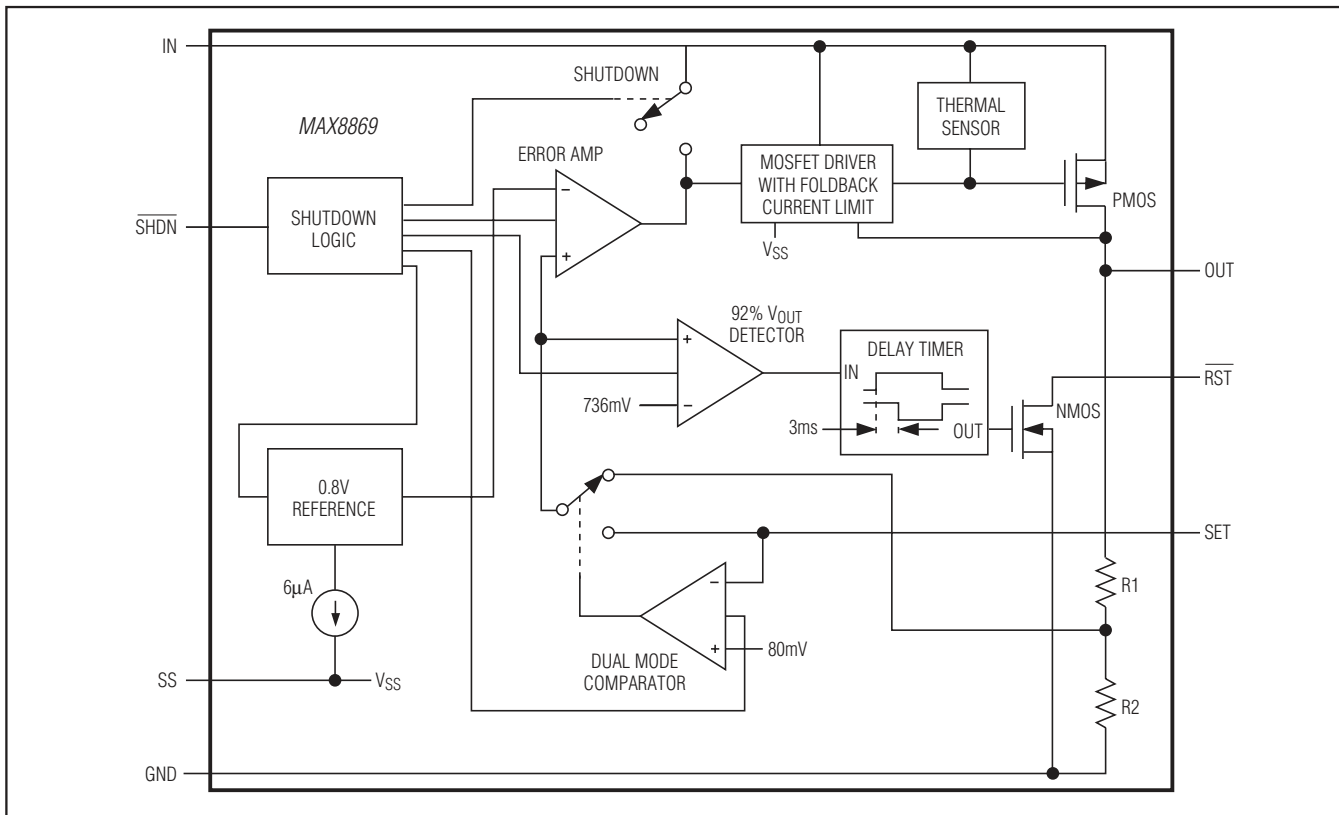 IN
SHUTDOWN
THERMAL
SENSOR
MAX8869
ERROR AMP
MOSFET DRIVER
WITH FOLDBACK
CURRENT LIMIT
−
+
PMOS
SHDN
SHUTDOWN
LOGIC
VSS
OUT
92% VOUT
DETECTOR
DELAY TIMER
+
−
IN
RST
736mV
3ms
OUT
NMOS
0.8V
REFERENCE
SET
6µA
−
+
80mV
R1
DUAL MODE
COMPARATOR
SS
VSS
R2
GND